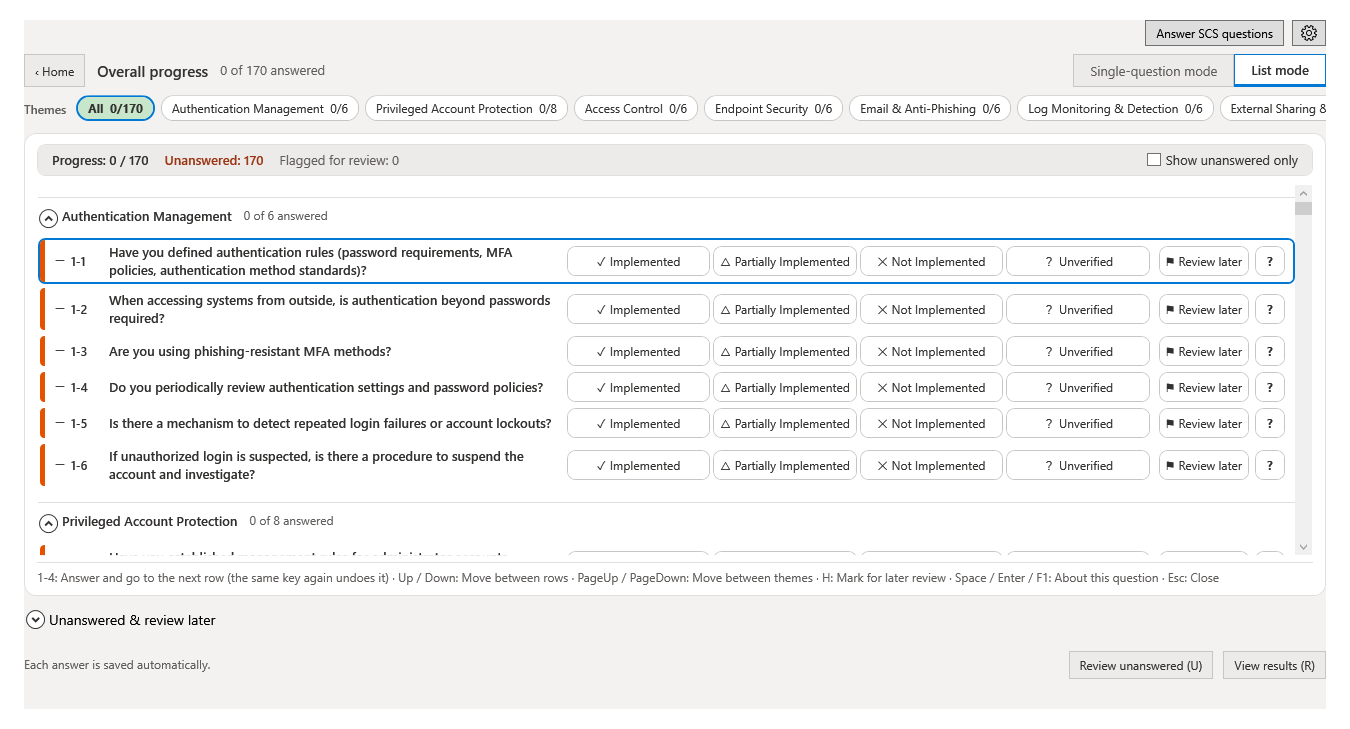 Answer SCS questions
‹ Home Overall progress 0 of 170 answered Single-question mode List mode
Themes All 0/170 Authentication Management 0/6 Privileged Account Protection 0/8 Access Control 0/6 Endpoint Security 0/6 Email & Anti-Phishing 0/6 Log Monitoring & Detection 0/6 External Sharing &
Progress: 0 / 170 Unanswered: 170 Flagged for review: 0 Show unanswered only
Authentication Management 0 of 6 answered
— 1-1 Have you defined authentication rules (password requirements, MFA
policies, authentication method standards)?
✓ Implemented △ Partially Implemented ✕ Not Implemented ? Unverified ⚑ Review later ?
— 1-2 When accessing systems from outside, is authentication beyond passwords
required?
✓ Implemented △ Partially Implemented ✕ Not Implemented ? Unverified ⚑ Review later ?
— 1-3 Are you using phishing-resistant MFA methods? ✓ Implemented △ Partially Implemented ✕ Not Implemented ? Unverified ⚑ Review later ?
— 1-4 Do you periodically review authentication settings and password policies? ✓ Implemented △ Partially Implemented ✕ Not Implemented ? Unverified ⚑ Review later ?
— 1-5 Is there a mechanism to detect repeated login failures or account lockouts? ✓ Implemented △ Partially Implemented ✕ Not Implemented ? Unverified ⚑ Review later ?
— 1-6 If unauthorized login is suspected, is there a procedure to suspend the
account and investigate?
✓ Implemented △ Partially Implemented ✕ Not Implemented ? Unverified ⚑ Review later ?
Privileged Account Protection 0 of 8 answered
1-4: Answer and go to the next row (the same key again undoes it) · Up / Down: Move between rows · PageUp / PageDown: Move between themes · H: Mark for later review · Space / Enter / F1: About this question · Esc: Close
Unanswered & review later
Each answer is saved automatically. Review unanswered (U) View results (R)